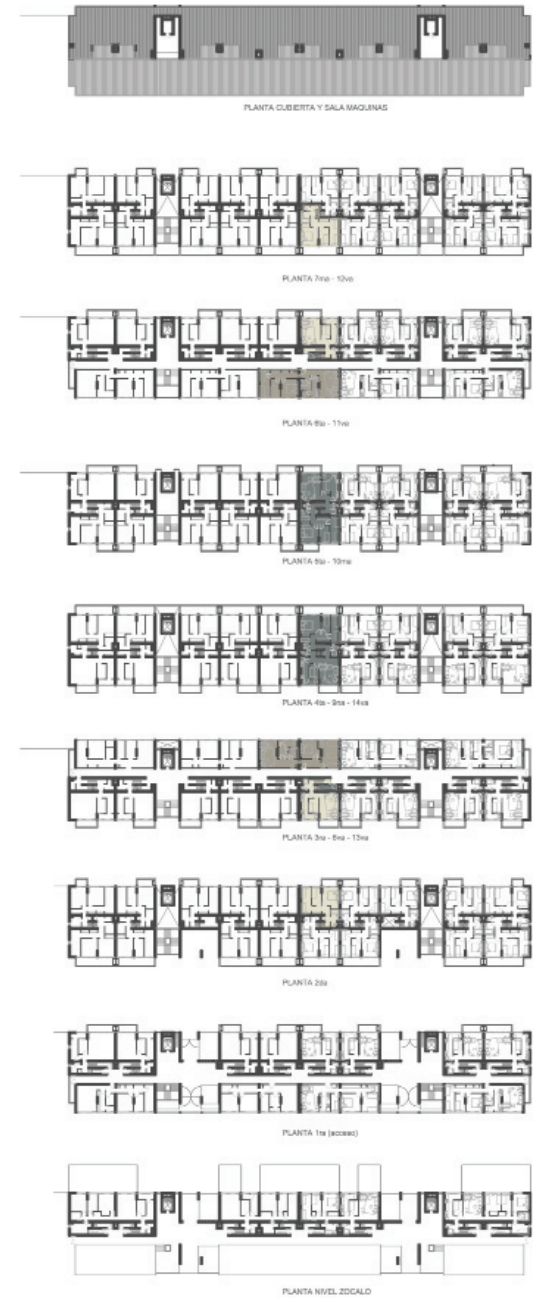 PLANTA CUBIERTA Y SALA MAQUINAS
PLANTA 7ma - 12va
PLANTA 6ta - 11va
PLANTA 5ta - 10ma
PLANTA 4ta - 9na - 14va
PLANTA 3ra - 8va - 13va
PLANTA 2da
PLANTA 1ra (acceso)
PLANTA NIVEL ZOCALO